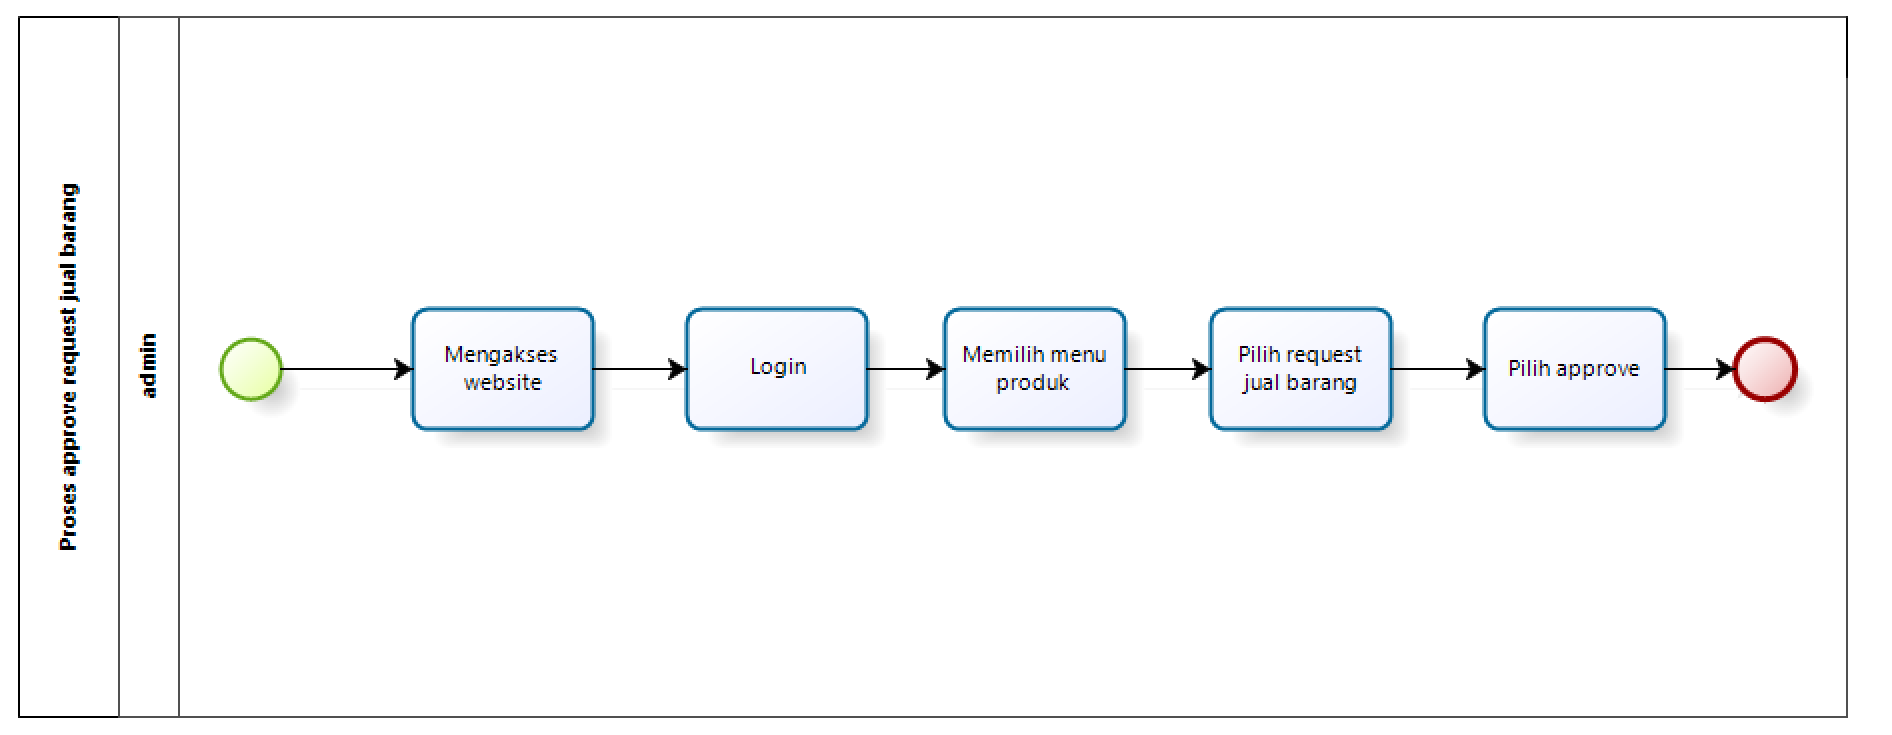 Proses approve request jual barang
admin
Mengakses
website
Login
Memilih menu
produk
Pilih request
jual barang
Pilih approve